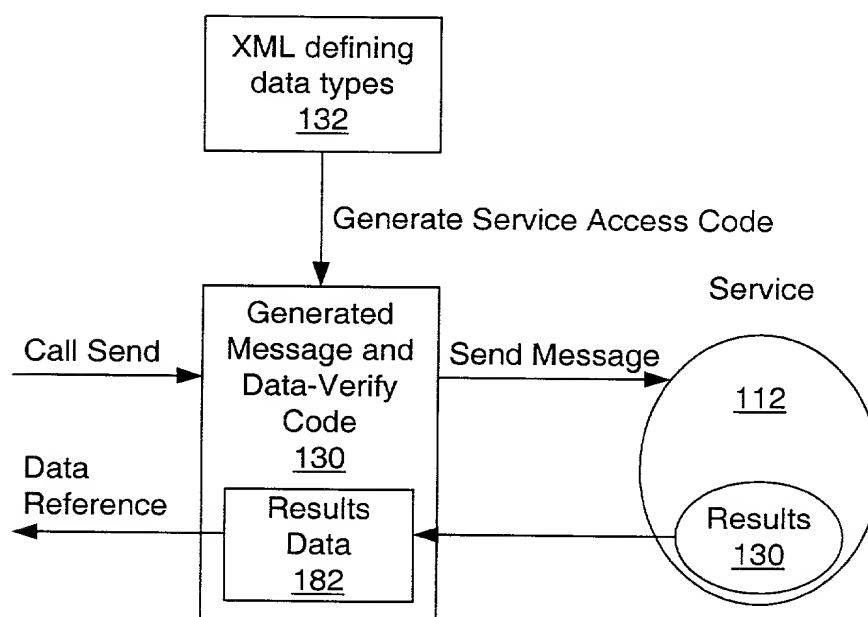 XML defining
data types
132
Generate Service Access Code
Service
Generated
Message and
Data-Verify
Code
130
Call Send
Send Message
112
Data
Reference
Results
Data
182
Results
130